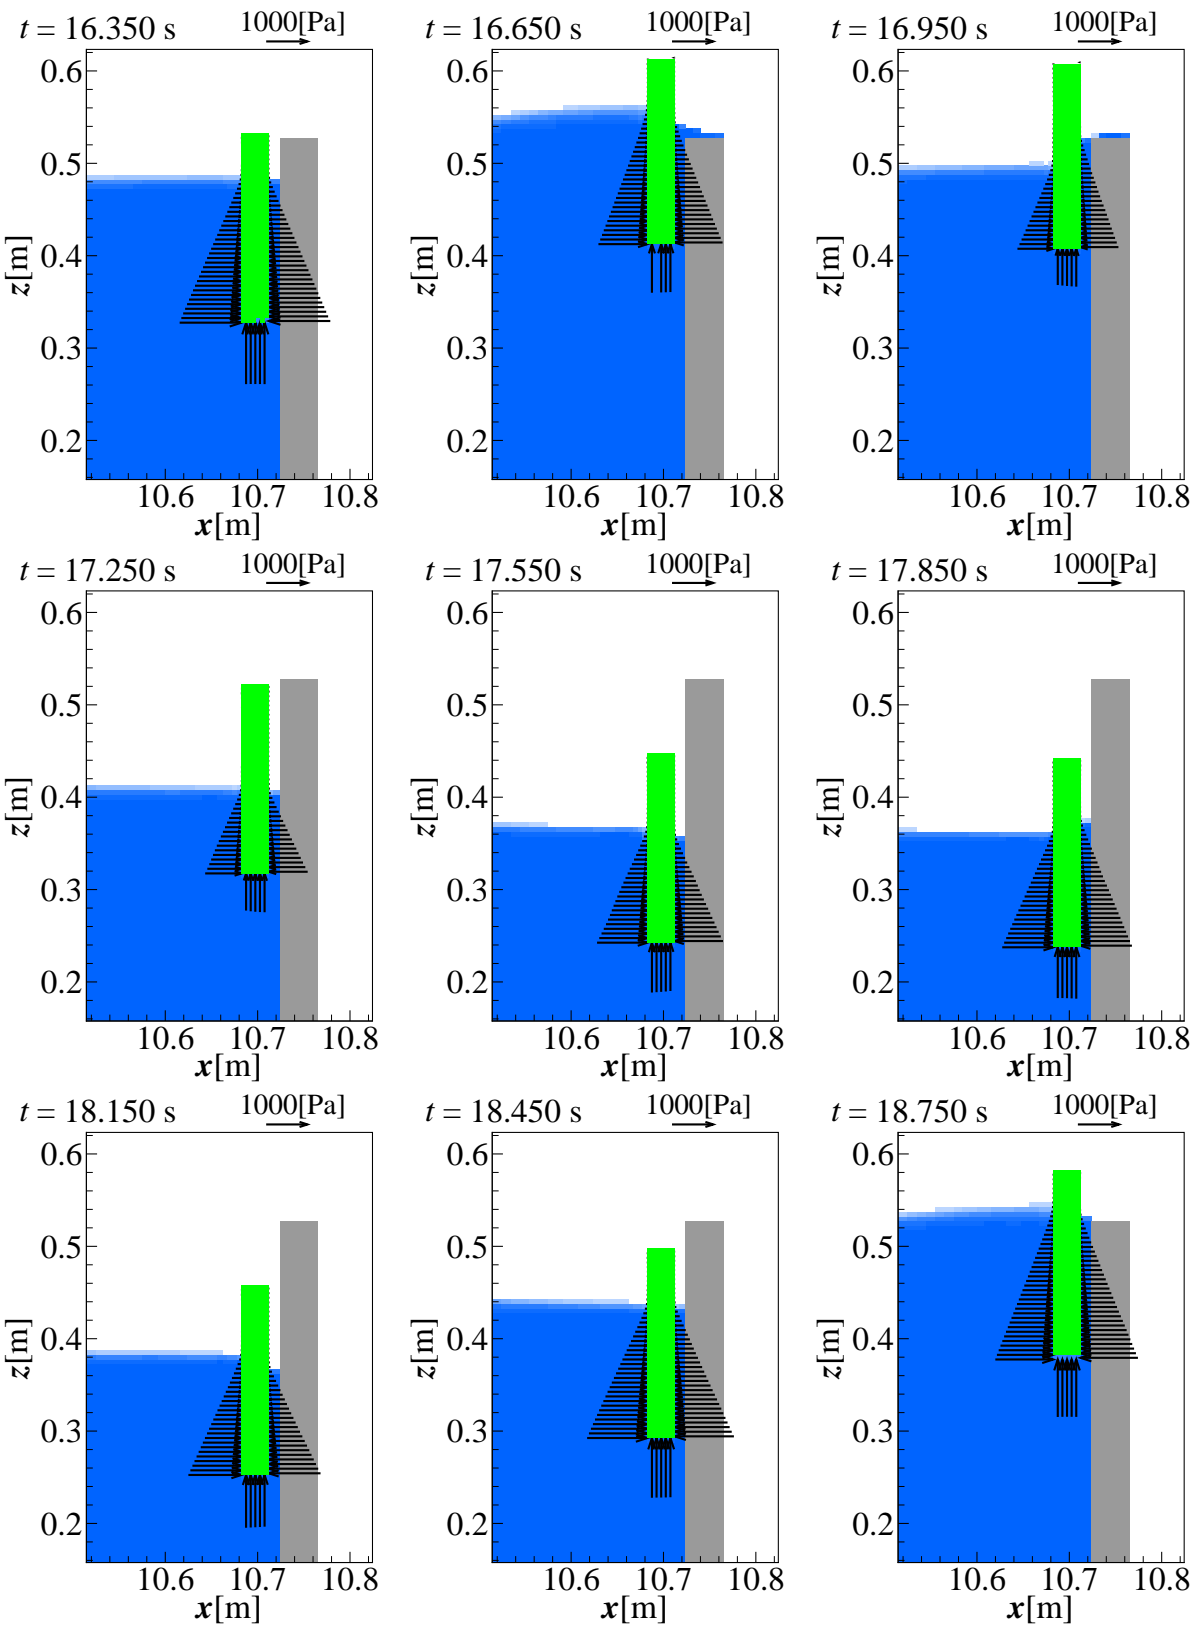 t = 16.350 s 1000[Pa] t = 16.650 s 1000[Pa] t = 16.950 s 1000[Pa]
0.6 0.6 0.6
0.5 0.5 0.5
0.4 0.4 0.4
z[m] z[m] z[m]
0.3 0.3 0.3
0.2 0.2 0.2
10.6 10.7 10.8 10.6 10.7 10.8 10.6 10.7 10.8
x[m] x[m] x[m]
t = 17.250 s 1000[Pa] t = 17.550 s 1000[Pa] t = 17.850 s 1000[Pa]
0.6 0.6 0.6
0.5 0.5 0.5
0.4 0.4 0.4
z[m] z[m] z[m]
0.3 0.3 0.3
0.2 0.2 0.2
10.6 10.7 10.8 10.6 10.7 10.8 10.6 10.7 10.8
x[m] x[m] x[m]
t = 18.150 s 1000[Pa] t = 18.450 s 1000[Pa] t = 18.750 s 1000[Pa]
0.6 0.6 0.6
0.5 0.5 0.5
0.4 0.4 0.4
z[m] z[m] z[m]
0.3 0.3 0.3
0.2 0.2 0.2
10.6 10.7 10.8 10.6 10.7 10.8 10.6 10.7 10.8
x[m] x[m] x[m]